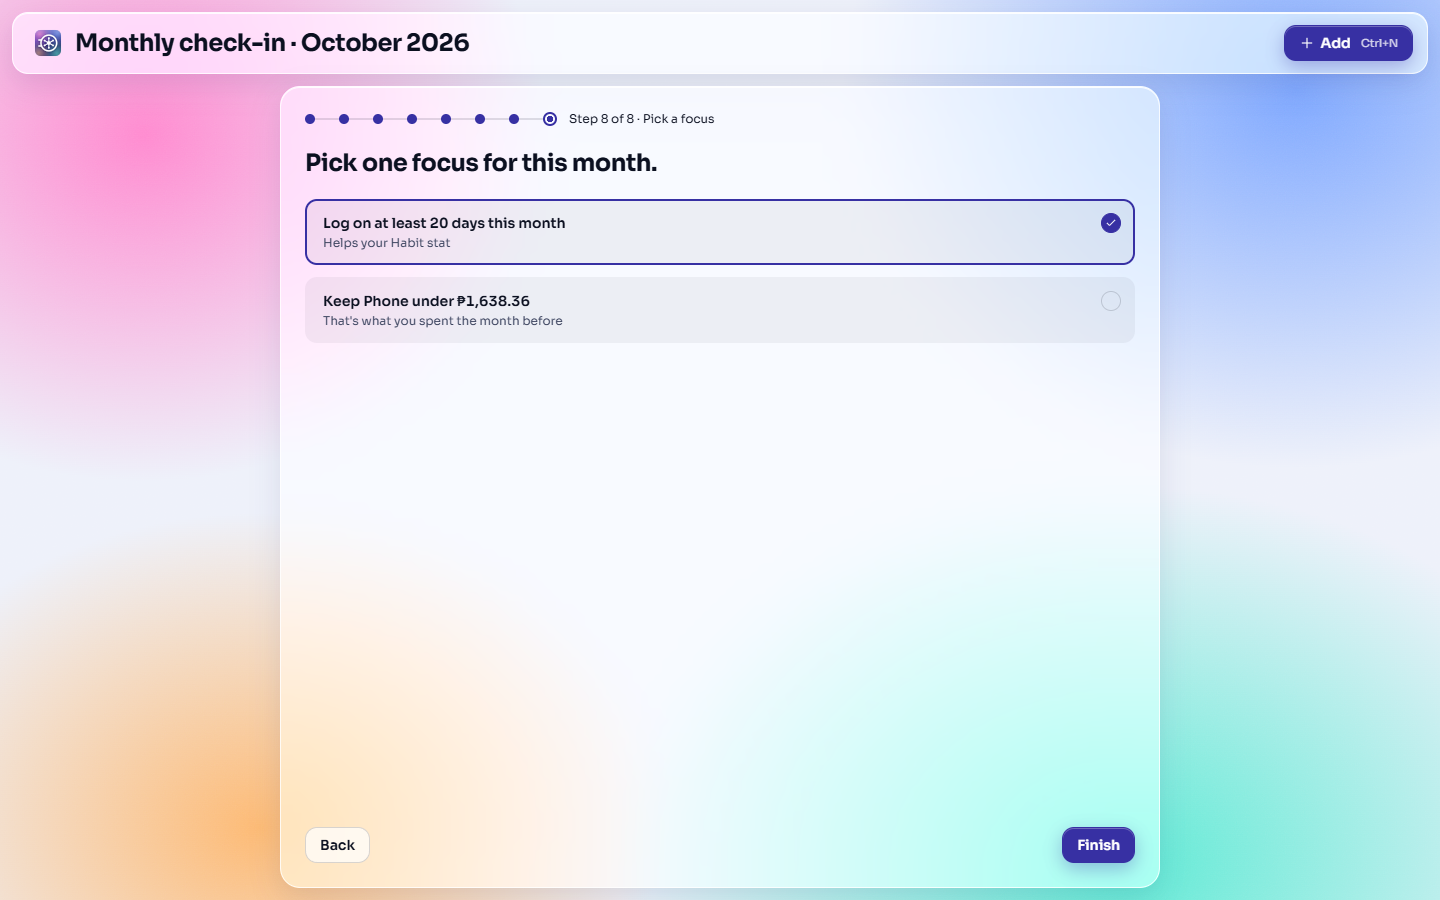 Monthly check-in · October 2026
Add Ctrl+N
Step 8 of 8 · Pick a focus
Pick one focus for this month.
Log on at least 20 days this month
Helps your Habit stat
Keep Phone under ₱1,638.36
That's what you spent the month before
Back
Finish